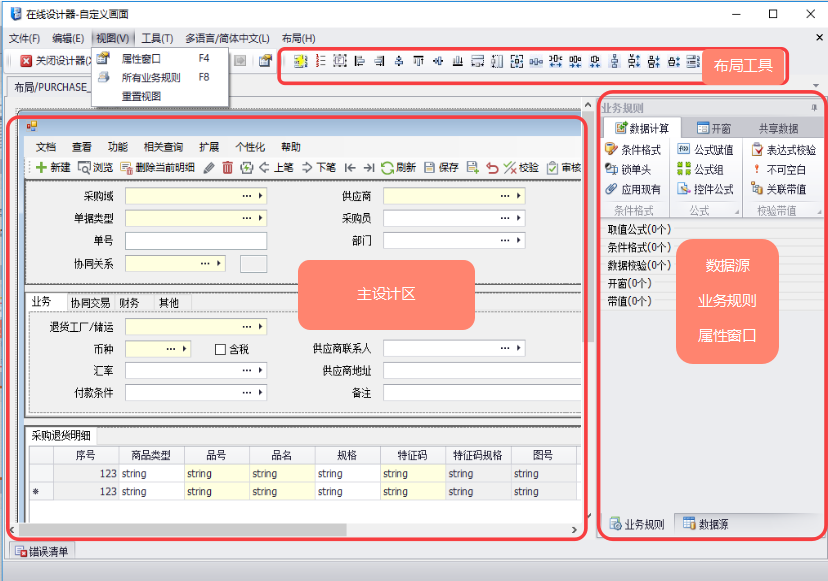 在线设计器-自定义画面
文件(F) 编辑(E) 视图(V) 工具(T) 多语言/简体中文(L) 布局(H)
关闭设计器(
属性窗口 F4
所有业务规则 F8
重置视图
布局工具
布局/PURCHASE_
文档 查看 功能 相关查询 扩展 个性化 帮助
新建 浏览 删除当前明细 上笔 下笔 刷新 保存 校验 审核
采购域 供应商
单据类型 采购员
单号 部门
协同关系
主设计区
业务 协同交易 财务 其他
退货工厂/储运
币种 含税 供应商联系人
汇率 供应商地址
付款条件 备注
采购退货明细
序号 商品类型 品号 品名 规格 特征码 特征码规格 图号
123 string string string string string string string
* 123 string string string string string string string
错误清单
业务规则
数据计算 开窗 共享数据
条件格式 公式赋值 表达式校验
锁单头 公式组 不可空白
应用现有 控件公式 关联带值
条件格式 公式 校验带值
取值公式(0个)
条件格式(0个)
数据校验(0个)
开窗(0个)
带值(0个)
数据源
业务规则
属性窗口
业务规则 数据源